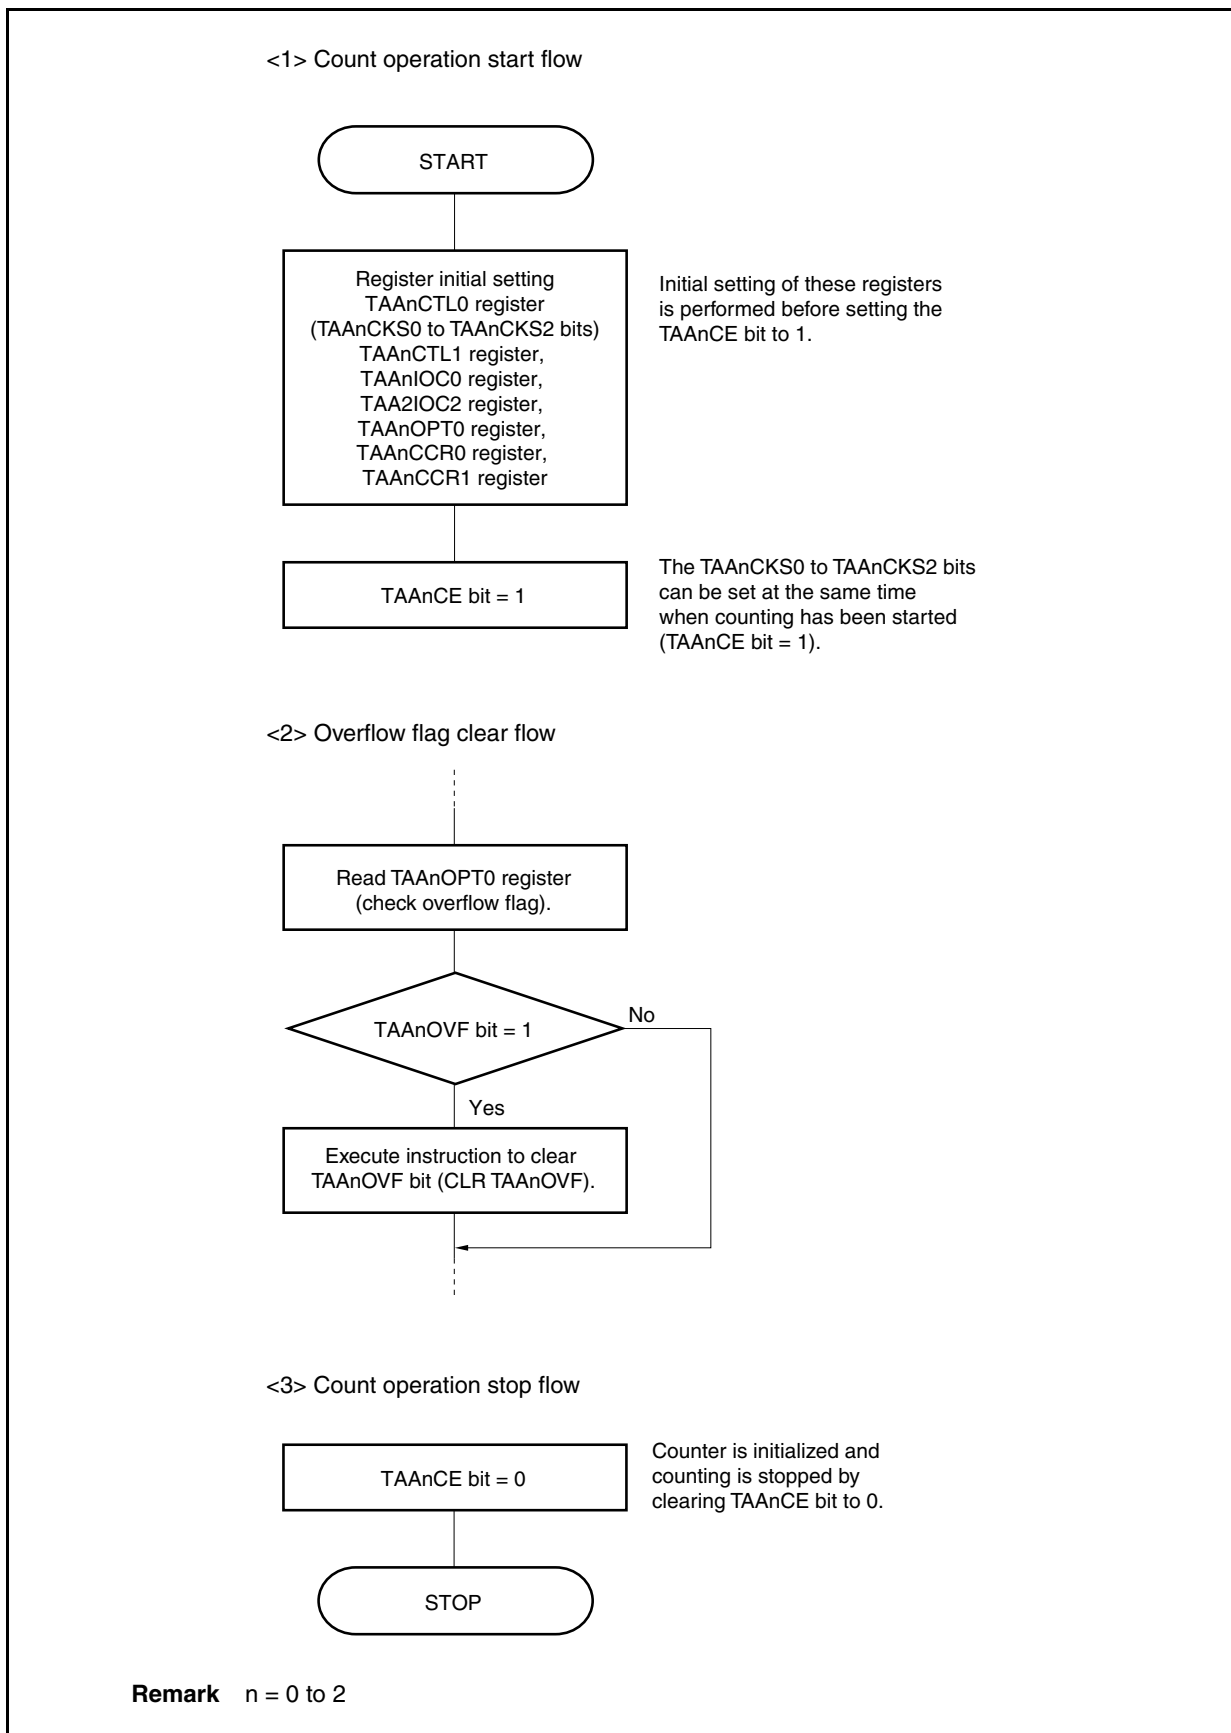 <1> Count operation start flow
START
Register initial setting
TAAnCTL0 register
(TAAnCKS0 to TAAnCKS2 bits)
TAAnCTL1 register,
TAAnIOC0 register,
TAA2IOC2 register,
TAAnOPT0 register,
TAAnCCR0 register,
TAAnCCR1 register
Initial setting of these registers
is performed before setting the
TAAnCE bit to 1.
TAAnCE bit = 1
The TAAnCKS0 to TAAnCKS2 bits
can be set at the same time
when counting has been started
(TAAnCE bit = 1).
<2> Overflow flag clear flow
Read TAAnOPT0 register
(check overflow flag).
TAAnOVF bit = 1
No
Yes
Execute instruction to clear
TAAnOVF bit (CLR TAAnOVF).
<3> Count operation stop flow
TAAnCE bit = 0
Counter is initialized and
counting is stopped by
clearing TAAnCE bit to 0.
STOP
Remark n = 0 to 2